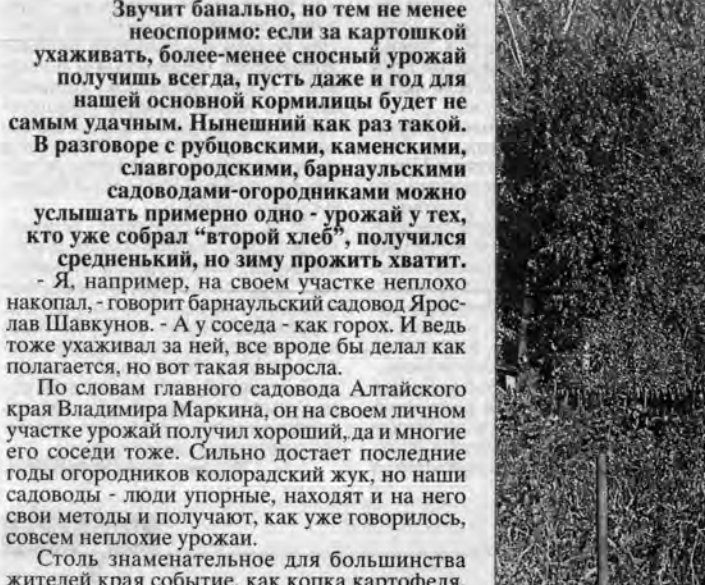 Звучит банально, но тем не менее
неоспоримо: если за картошкой
ухаживать, более-менее сносный урожай
получишь всегда, пусть даже и год для
нашей основной кормилицы будет не
самым удачным. Нынешний как раз такой.
В разговоре с рубцовскими, каменскими,
славгородскими, барнаульскими
садоводами-огородниками можно
услышать примерно одно - урожай у тех,
кто уже собрал “второй хлеб”, получился
средненький, но зиму прожить хватит.
- Я, например, на своем участке неплохо
накопал, - говорит барнаульский садовод Ярос-
лав Шавкунов. - А у соседа - как горох. И ведь
тоже ухаживал за ней, все вроде бы делал как
полагается, но вот такая выросла.
По словам главного садовода Алтайского
края Владимира Маркина, он на своем личном
участке урожай получил хороший, да и многие
его соседи тоже. Сильно достает последние
годы огородников колорадский жук, но наши
садоводы - люди упорные, находят и на него
свои методы и получают, как уже говорилось,
совсем неплохие урожаи.
Столь знаменательное для большинства
жителей края событие, как копка картофеля,